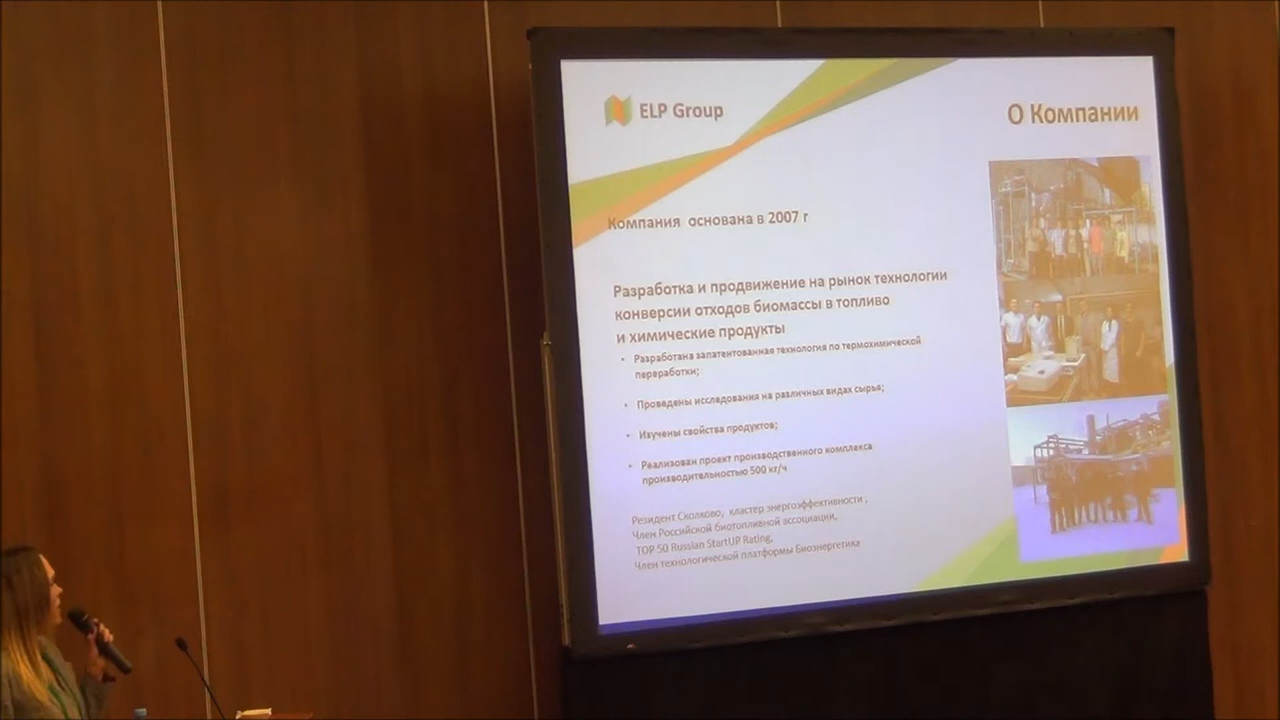 ELP Group
О Компании
Компания основана в 2007 г
Разработка и продвижение на рынок технологии
конверсии отходов биомассы в топливо
и химические продукты
• Разработана запатентованная технология по термохимической
переработки;
• Проведены исследования на различных видах сырья;
• Изучены свойства продуктов;
• Реализован проект производственного комплекса
производительностью 500 кг/ч
Резидент Сколково, кластер энергоэффективности ,
Член Российской биотопливной ассоциации,
TOP 50 Russian StartUP Rating,
Член технологической платформы Биоэнергетика